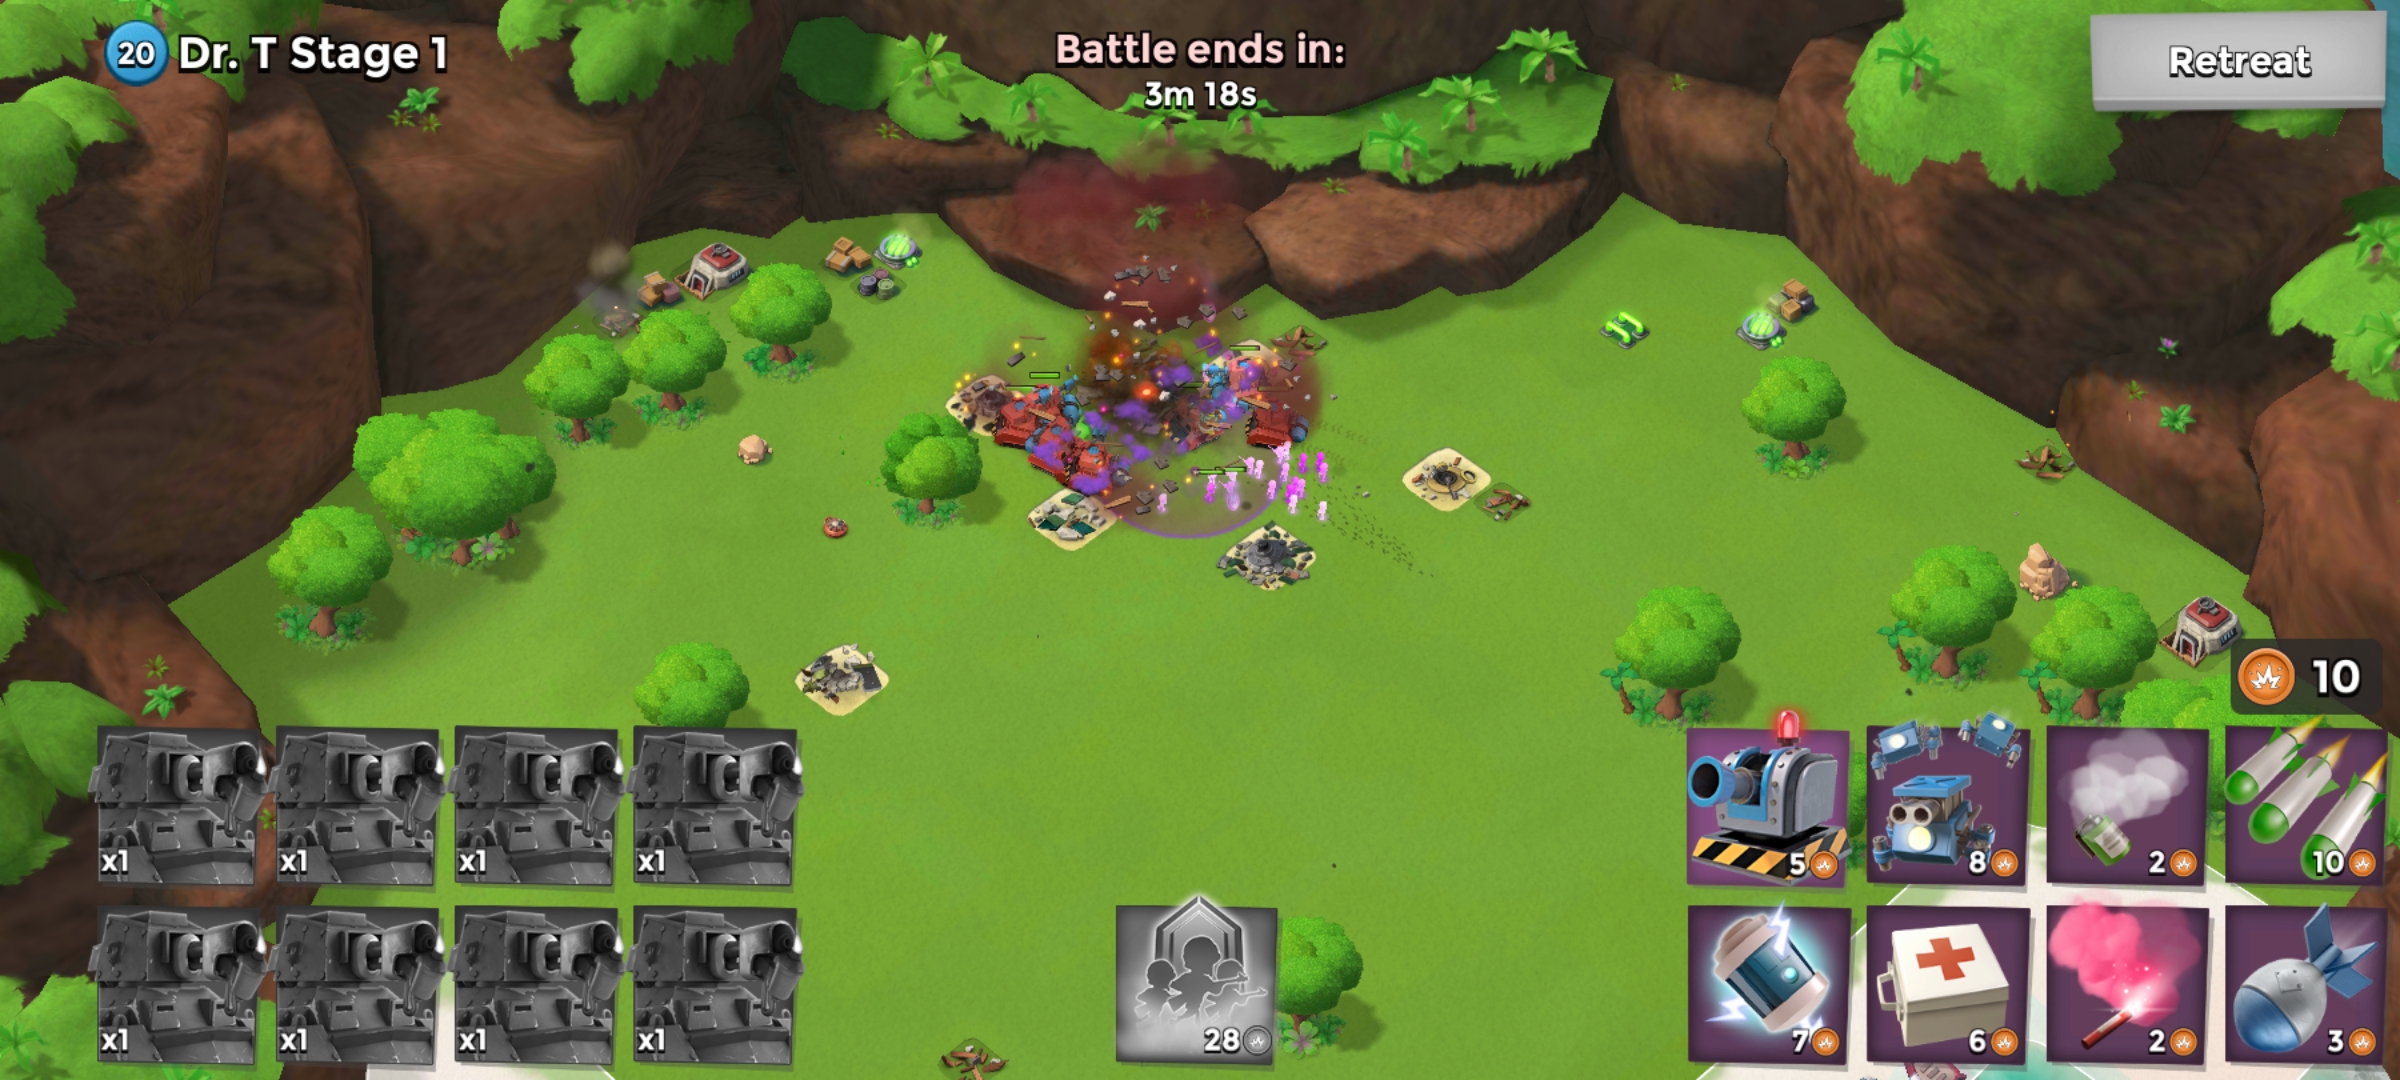 20 Dr. T Stage 1
Battle ends in:
3m 18s
Retreat
10
x1 x1 x1 x1
5 8 2 10
x1 x1 x1 x1
28
7 6 2 3